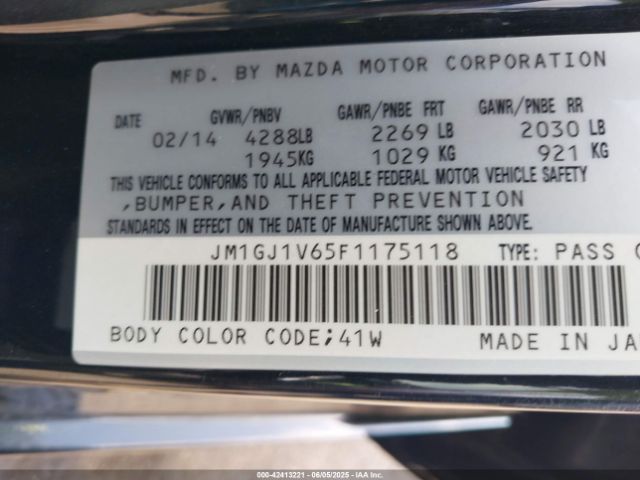 MFD. BY MAZDA MOTOR CORPORATION
DATE GVWR/PNBV GAWR/PNBE FRT GAWR/PNBE RR
02/14 4288LB 2269 LB 2030 LB
1945KG 1029 KG 921 KG
THIS VEHICLE CONFORMS TO ALL APPLICABLE FEDERAL MOTOR VEHICLE SAFETY
,BUMPER,AND THEFT PREVENTION
STANDARDS IN EFFECT ON THE DATE OF MANUFACTURE SHOWN ABOVE.
JM1GJ1V65F1175118 TYPE: PASS
BODY COLOR CODE;41W MADE IN JA
000-42413221 - 06/05/2025 - IAA Inc.